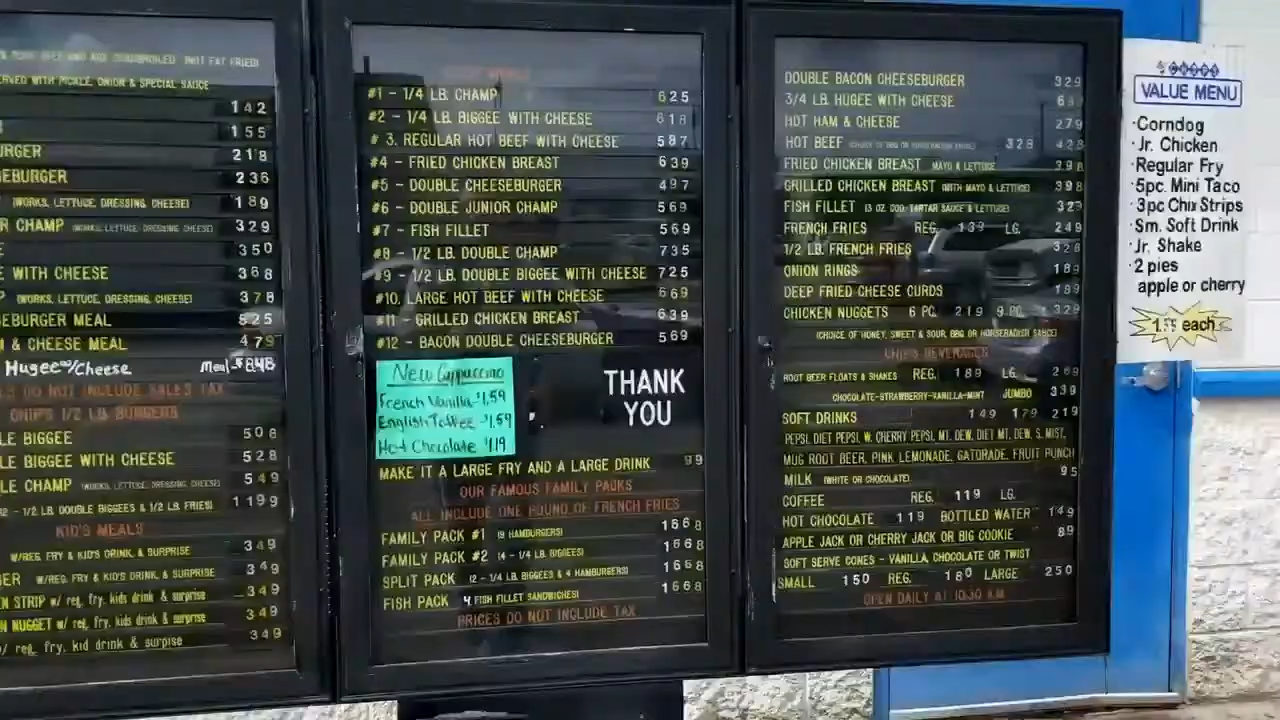 SERVED WITH PICKLE, ONION & SPECIAL SAUCE
142
155
URGER 218
SEBURGER 236
(WORKS, LETTUCE, DRESSING, CHEESE) 189
R CHAMP (WORKS, LETTUCE, DRESSING, CHEESE) 329
E 350
E WITH CHEESE 368
P (WORKS, LETTUCE, DRESSING, CHEESE) 378
EBURGER MEAL 525
& CHEESE MEAL 479
Hugee w/Cheese Meal $8.48
S DO NOT INCLUDE SALES TAX
CHIPS 1/2 LB. BURGERS
LE BIGGEE 508
LE BIGGEE WITH CHEESE 528
LE CHAMP (WORKS, LETTUCE, DRESSING, CHEESE) 549
(2 - 1/2 LB. DOUBLE BIGGEES & 1/2 LB. FRIES) 1199
KID'S MEALS
W/REG. FRY & KID'S DRINK, & SURPRISE 349
GER W/REG. FRY & KID'S DRINK, & SURPRISE 349
EN STRIP w/ reg. fry, kids drink & surprise 349
N NUGGET w/ reg. fry, kids drink & surprise 349
w/ reg. fry, kid drink & surpise 349
#1 - 1/4 LB. CHAMP 625
#2 - 1/4 LB. BIGGEE WITH CHEESE 618
# 3. REGULAR HOT BEEF WITH CHEESE 587
#4 - FRIED CHICKEN BREAST 639
#5 - DOUBLE CHEESEBURGER 497
#6 - DOUBLE JUNIOR CHAMP 569
#7 - FISH FILLET 569
#8 - 1/2 LB. DOUBLE CHAMP 735
#9 - 1/2 LB. DOUBLE BIGGEE WITH CHEESE 725
#10. LARGE HOT BEEF WITH CHEESE 669
#11 - GRILLED CHICKEN BREAST 639
#12 - BACON DOUBLE CHEESEBURGER 569
New Cappuccino
French Vanilla $1.59
English Toffee $1.59
Hot Chocolate $1.19
THANK
YOU
MAKE IT A LARGE FRY AND A LARGE DRINK 99
OUR FAMOUS FAMILY PACKS
ALL INCLUDE ONE POUND OF FRENCH FRIES
FAMILY PACK #1 (9 HAMBURGERS) 1668
FAMILY PACK #2 (4 - 1/4 LB. BIGGEES) 1668
SPLIT PACK (2 - 1/4 LB. BIGGEES & 4 HAMBURGERS) 1668
FISH PACK 4 FISH FILLET SANDWICHES) 1668
PRICES DO NOT INCLUDE TAX
DOUBLE BACON CHEESEBURGER 329
3/4 LB. HUGEE WITH CHEESE
HOT HAM & CHEESE 279
HOT BEEF 328 428
FRIED CHICKEN BREAST MAYO & LETTUCE 398
GRILLED CHICKEN BREAST (WITH MAYO & LETTUCE) 398
FISH FILLET (3 OZ. COD, TARTAR SAUCE & LETTUCE) 329
FRENCH FRIES REG. 139 LG. 249
1/2 LB. FRENCH FRIES 328
ONION RINGS 189
DEEP FRIED CHEESE CURDS 189
CHICKEN NUGGETS 6 PC. 219 9 PC. 329
(CHOICE OF HONEY, SWEET & SOUR, BBQ OR HORSERADISH SAUCE)
CHIP'S BEVERAGES
ROOT BEER FLOATS & SHAKES REG. 189 LG. 269
CHOCOLATE-STRAWBERRY-VANILLA-MINT JUMBO 339
SOFT DRINKS 149 179 219
PEPSI, DIET PEPSI, W. CHERRY PEPSI, MT. DEW, DIET MT. DEW, S. MIST,
MUG ROOT BEER, PINK LEMONADE, GATORADE, FRUIT PUNCH
MILK (WHITE OR CHOCOLATE) 95
COFFEE REG. 119 LG.
HOT CHOCOLATE 119 BOTTLED WATER 149
APPLE JACK OR CHERRY JACK OR BIG COOKIE 89
SOFT SERVE CONES - VANILLA, CHOCOLATE OR TWIST
SMALL 150 REG. 180 LARGE 250
OPEN DAILY AT 10:30 A.M.
CHIPS
VALUE MENU
·Corndog
·Jr. Chicken
·Regular Fry
·5pc. Mini Taco
·3pc Chix Strips
·Sm. Soft Drink
·Jr. Shake
·2 pies
apple or cherry
each